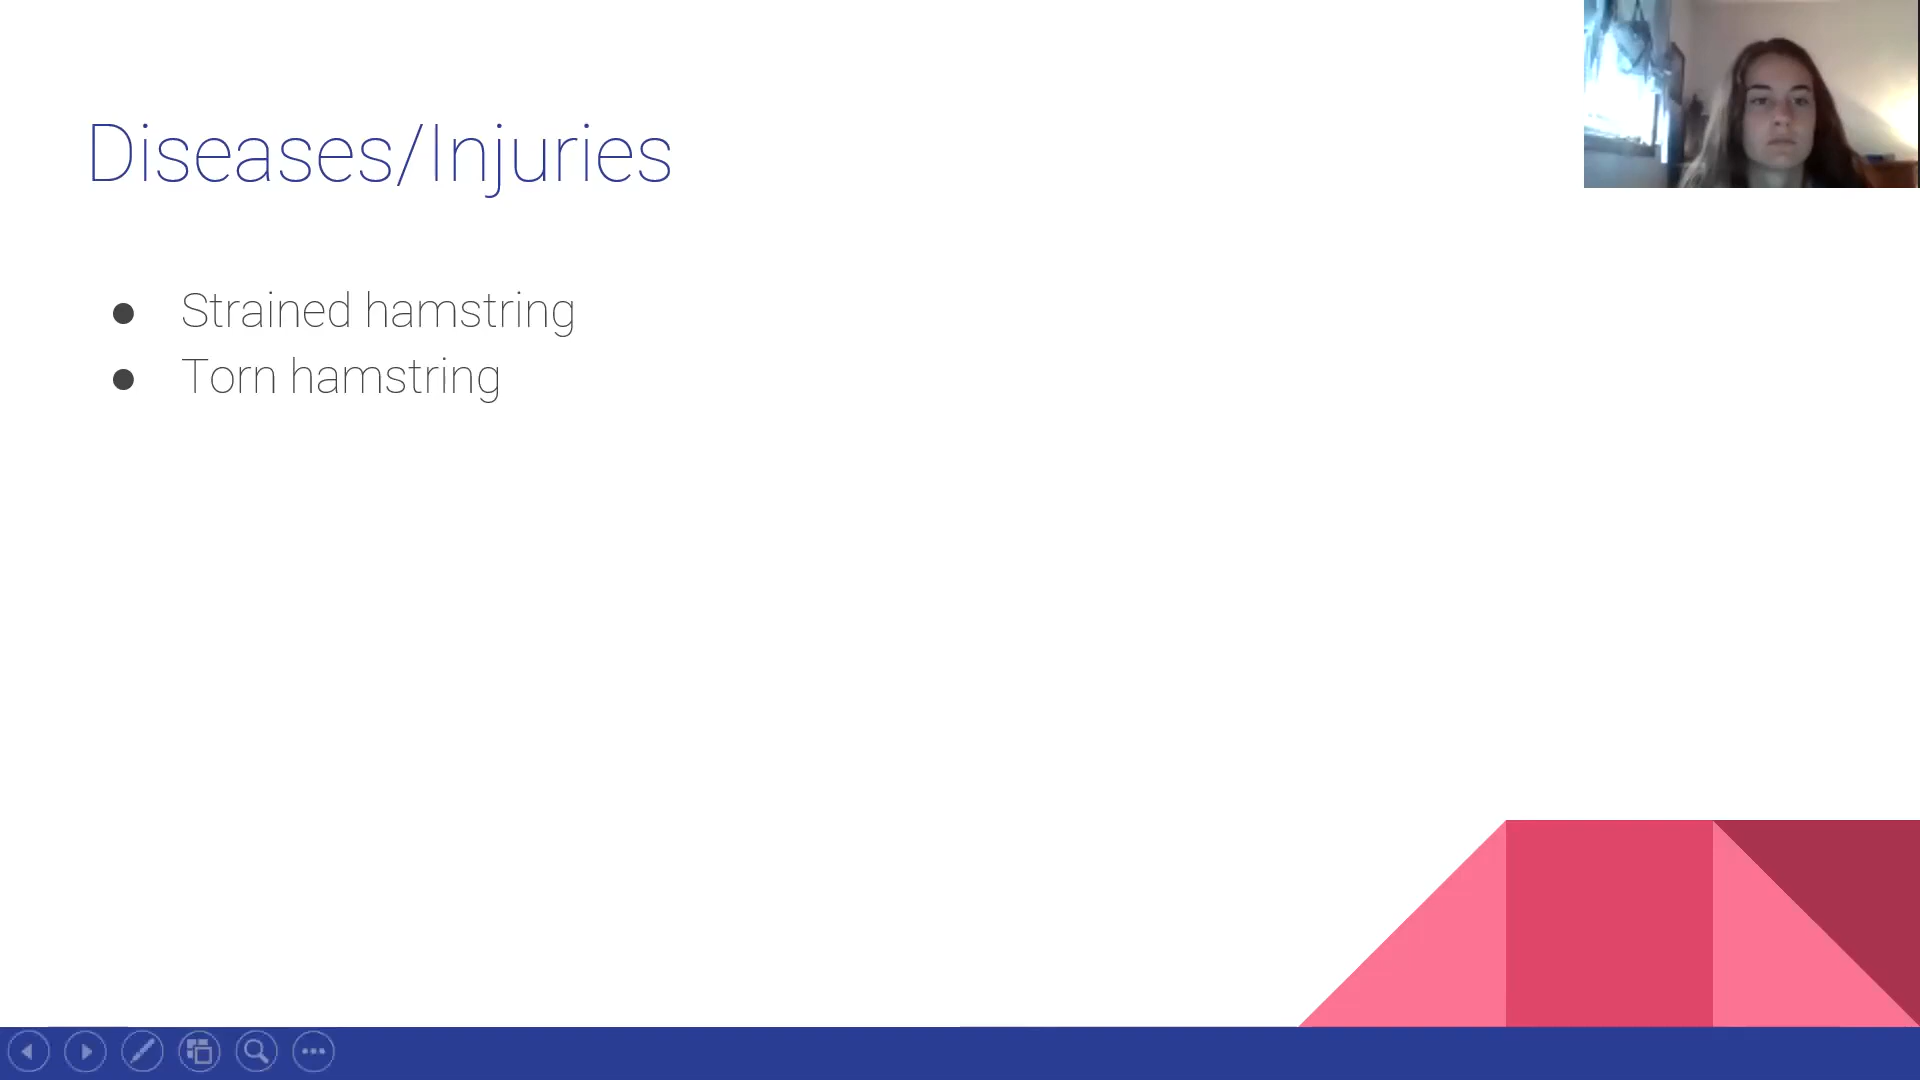 Diseases/Injuries
● Strained hamstring
● Torn hamstring